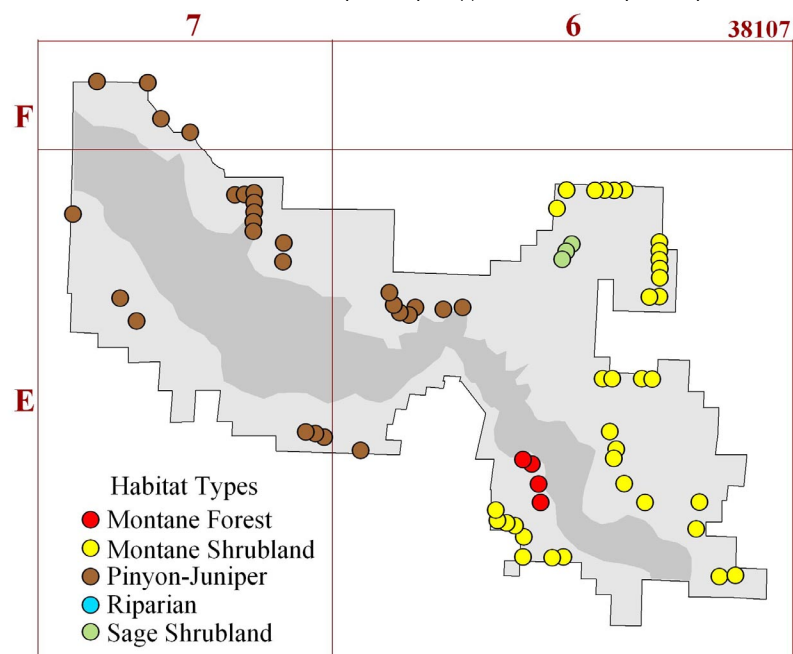 7 6 38107
F
E
Habitat Types
Montane Forest
Montane Shrubland
Pinyon-Juniper
Riparian
Sage Shrubland